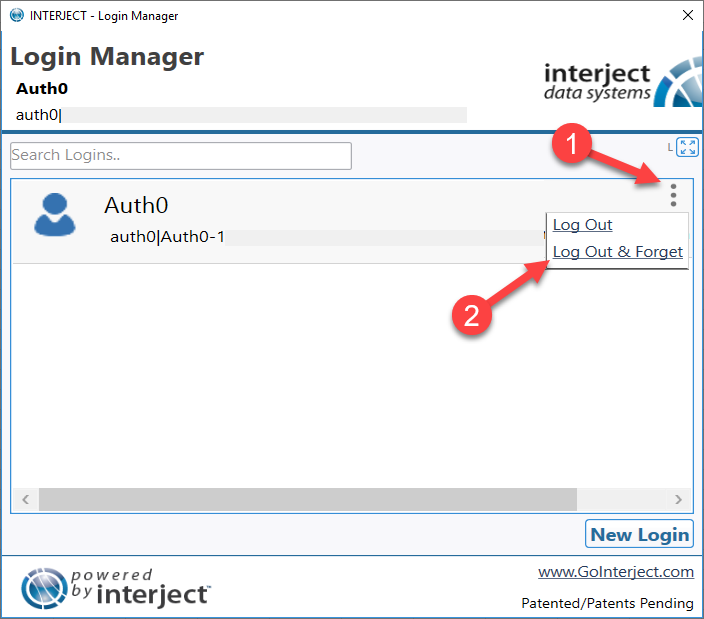 INTERJECT - Login Manager
Login Manager
Auth0
auth0|
interject
data systems
Search Logins..
L
1
Auth0
auth0|Auth0-1
Log Out
Log Out & Forget
2
New Login
powered
by interject™
www.GoInterject.com
Patented/Patents Pending